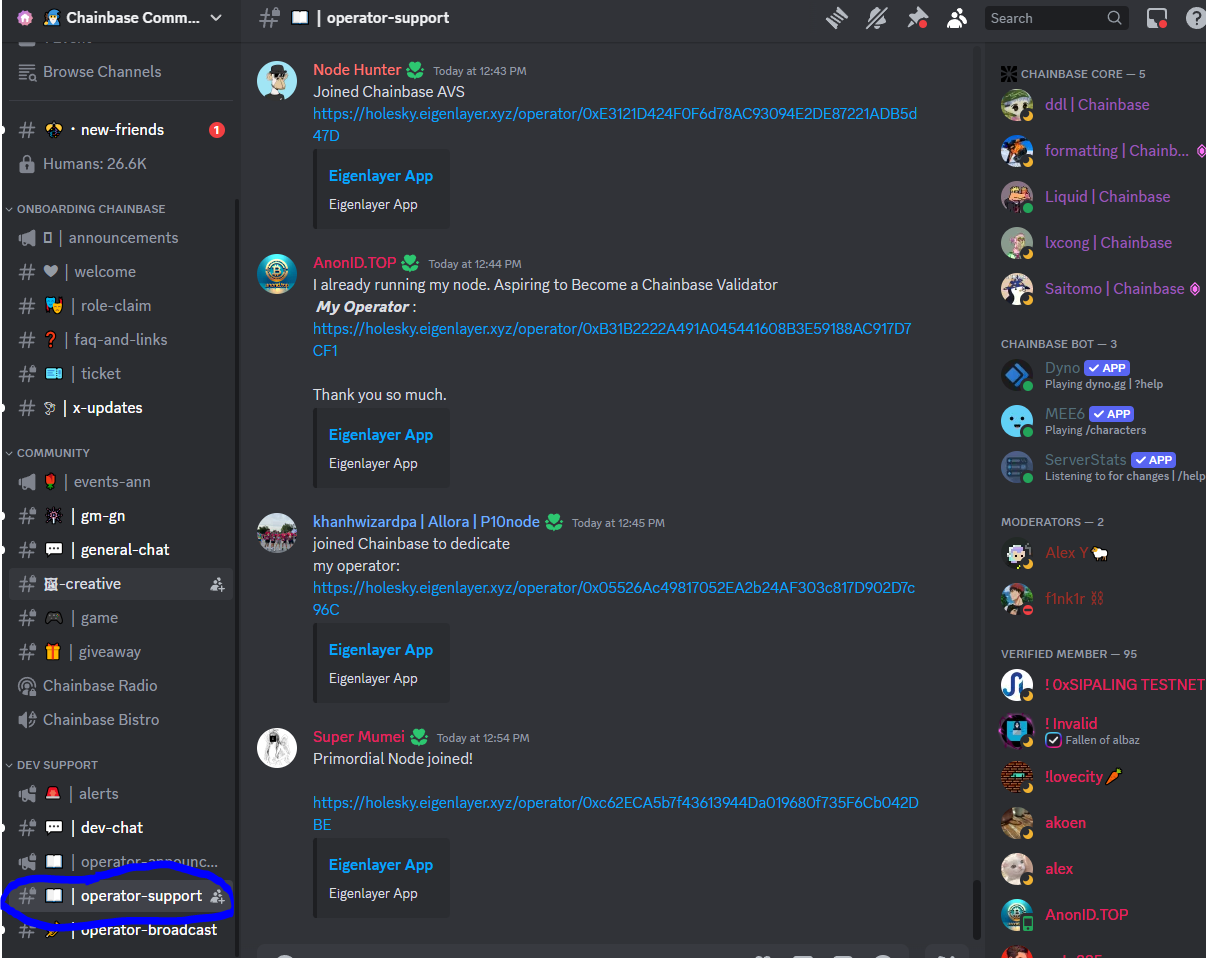 Chainbase Comm...
Browse Channels
new-friends
1
Humans: 26.6K
ONBOARDING CHAINBASE
| announcements
| welcome
| role-claim
| faq-and-links
| ticket
| x-updates
COMMUNITY
| events-ann
| gm-gn
| general-chat
-creative
| game
| giveaway
Chainbase Radio
Chainbase Bistro
DEV SUPPORT
| alerts
| dev-chat
| operator-announc...
| operator-support
| operator-broadcast
| operator-support
Search
Node Hunter Today at 12:43 PM
Joined Chainbase AVS
https://holesky.eigenlayer.xyz/operator/0xE3121D424F0F6d78AC93094E2DE87221ADB5d
47D
Eigenlayer App
Eigenlayer App
AnonID.TOP Today at 12:44 PM
I already running my node. Aspiring to Become a Chainbase Validator
My Operator :
https://holesky.eigenlayer.xyz/operator/0xB31B2222A491A045441608B3E59188AC917D7
CF1
Thank you so much.
Eigenlayer App
Eigenlayer App
khanhwizardpa | Allora | P10node Today at 12:45 PM
joined Chainbase to dedicate
my operator:
https://holesky.eigenlayer.xyz/operator/0x05526Ac49817052EA2b24AF303c817D902D7c
96C
Eigenlayer App
Eigenlayer App
Super Mumei Today at 12:54 PM
Primordial Node joined!
https://holesky.eigenlayer.xyz/operator/0xc62ECA5b7f43613944Da019680f735F6Cb042D
BE
Eigenlayer App
Eigenlayer App
CHAINBASE CORE — 5
ddl | Chainbase
formatting | Chainb...
Liquid | Chainbase
lxcong | Chainbase
Saitomo | Chainbase
CHAINBASE BOT — 3
Dyno APP
Playing dyno.gg | ?help
MEE6 APP
Playing /characters
ServerStats APP
Listening to for changes | /help
MODERATORS — 2
Alex Y
f1nk1r
VERIFIED MEMBER — 95
! 0xSIPALING TESTNET
! Invalid
Fallen of albaz
!lovecity
akoen
alex
AnonID.TOP